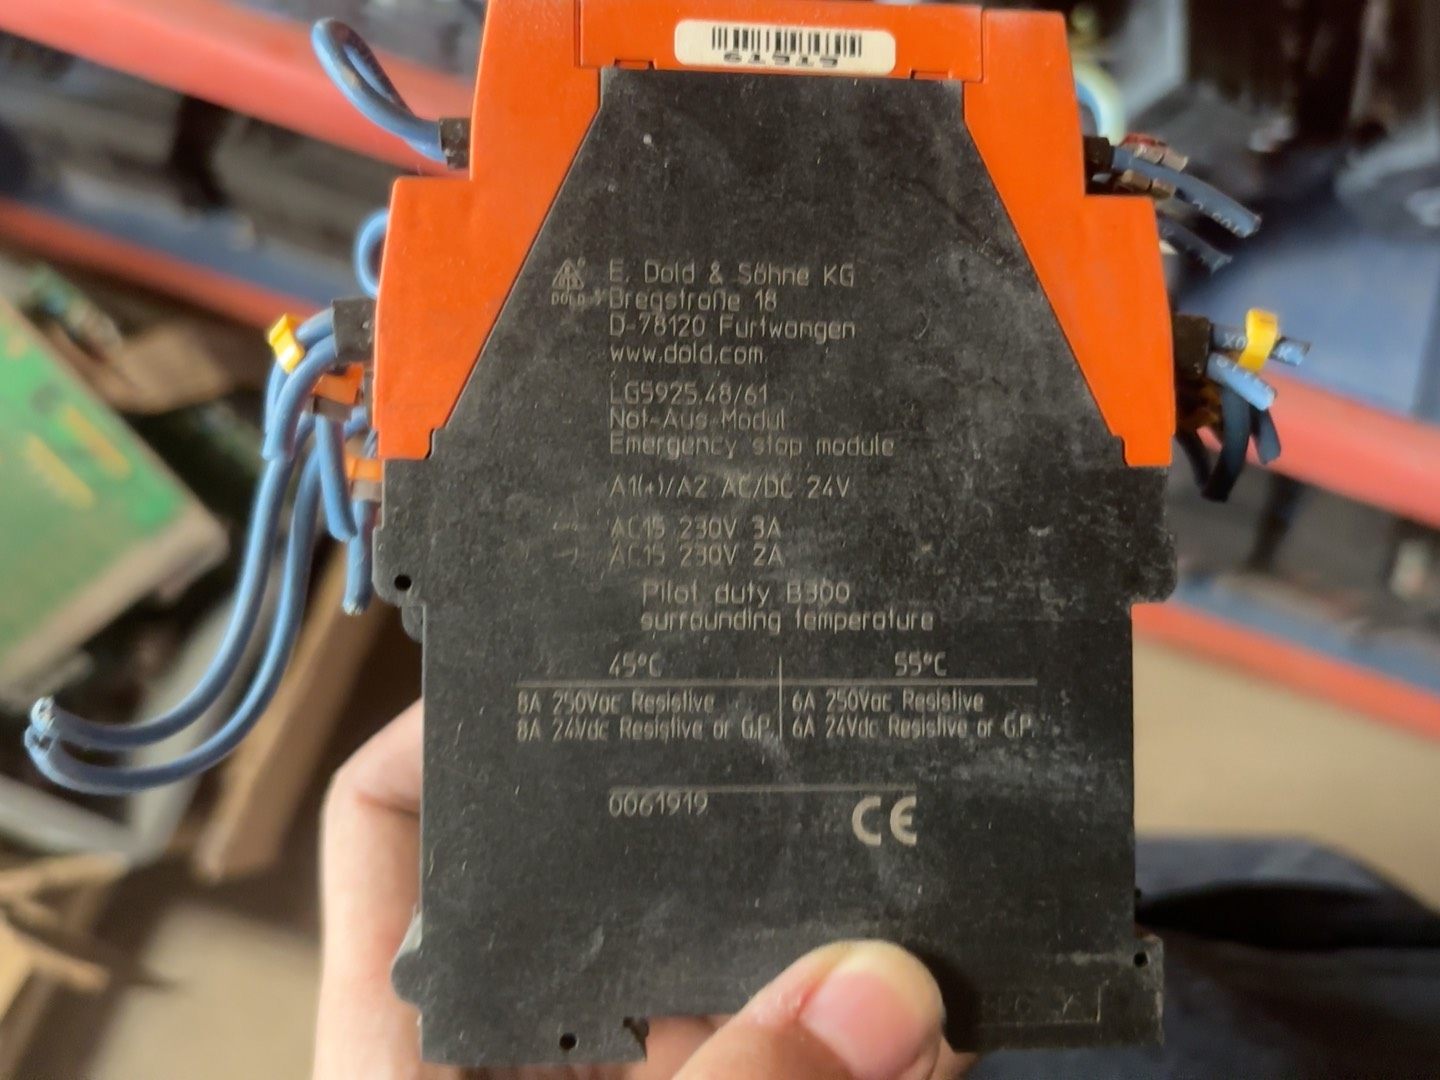 61919
E. Dold & Söhne KG
DOLD
Bregstraße 18
D-78120 Furtwangen
www.dold.com
LG5925.48/61
Not-Aus-Modul
Emergency stop module
A1(+)/A2 AC/DC 24V
AC15 230V 3A
AC15 230V 2A
Pilot duty B300
surrounding temperature
45°C 55°C
8A 250Vac Resistive 6A 250Vac Resistive
8A 24Vdc Resistive or G.P. 6A 24Vdc Resistive or G.P.
0061919
CE